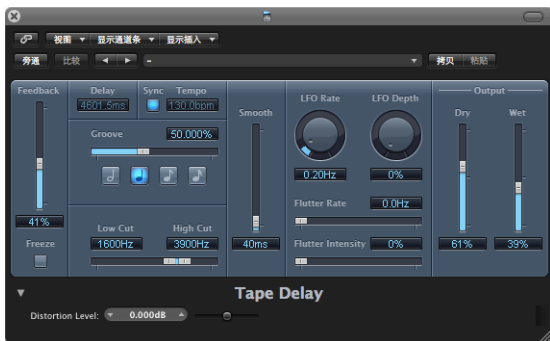 视图 显示通道条 显示插入
旁通 比较 - 拷贝 粘贴
Feedback Delay Sync Tempo Output
4601.5ms 130.0bpm
Smooth LFO Rate LFO Depth Dry Wet
Groove 50.000%
0.20Hz 0%
Flutter Rate 0.0Hz
41% Low Cut High Cut
Freeze 1600Hz 3900Hz 40ms Flutter Intensity 0% 61% 39%
Tape Delay
Distortion Level: 0.000dB